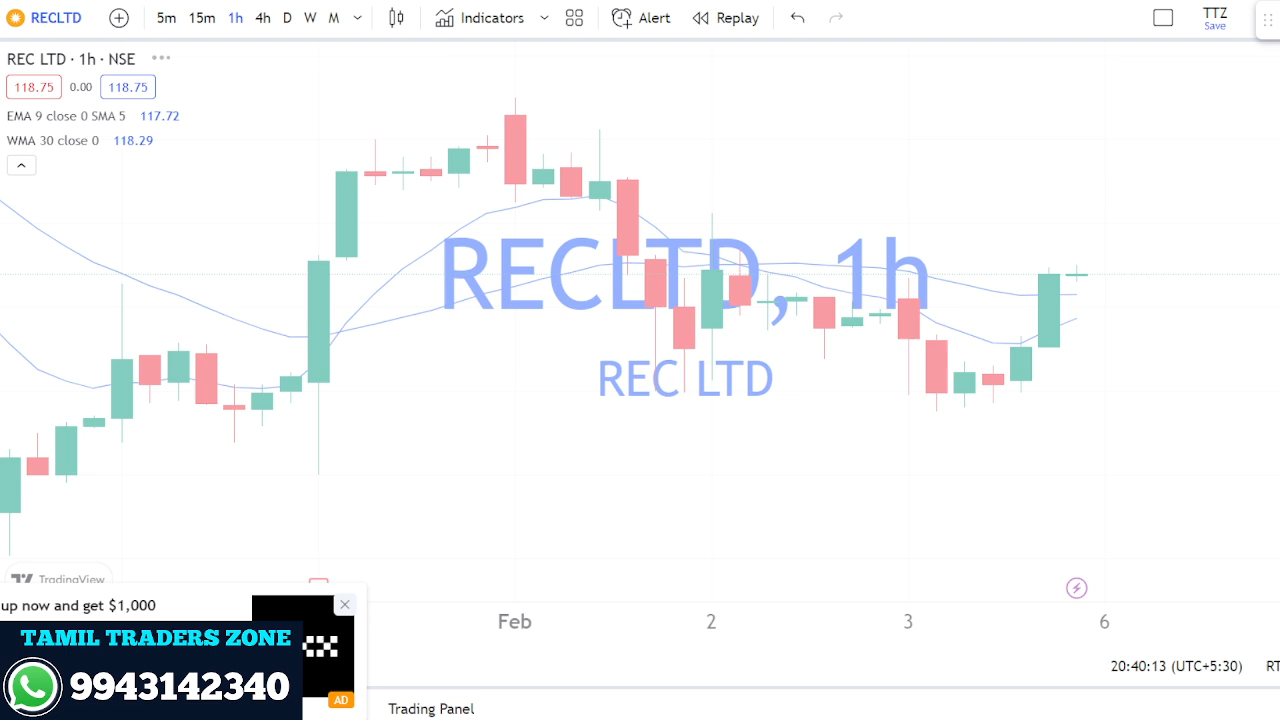 RECLTD 5m 15m 1h 4h D W M Indicators Alert Replay TTZ
Save
REC LTD · 1h · NSE
118.75 0.00 118.75
EMA 9 close 0 SMA 5 117.72
WMA 30 close 0 118.29
RECLTD, 1h
REC LTD
TradingView
up now and get $1,000
AD
TAMIL TRADERS ZONE
9943142340
Feb 2 3 6
20:40:13 (UTC+5:30) RT
Trading Panel